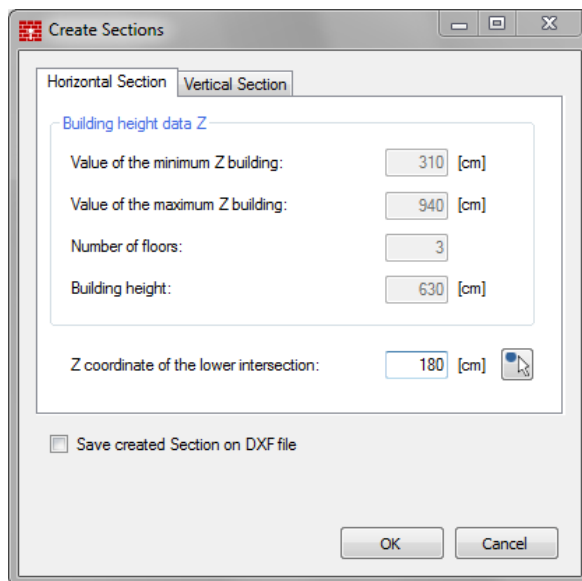 Create Sections
Horizontal Section Vertical Section
Building height data Z
Value of the minimum Z building: 310 [cm]
Value of the maximum Z building: 940 [cm]
Number of floors: 3
Building height: 630 [cm]
Z coordinate of the lower intersection: 180 [cm]
Save created Section on DXF file
OK Cancel